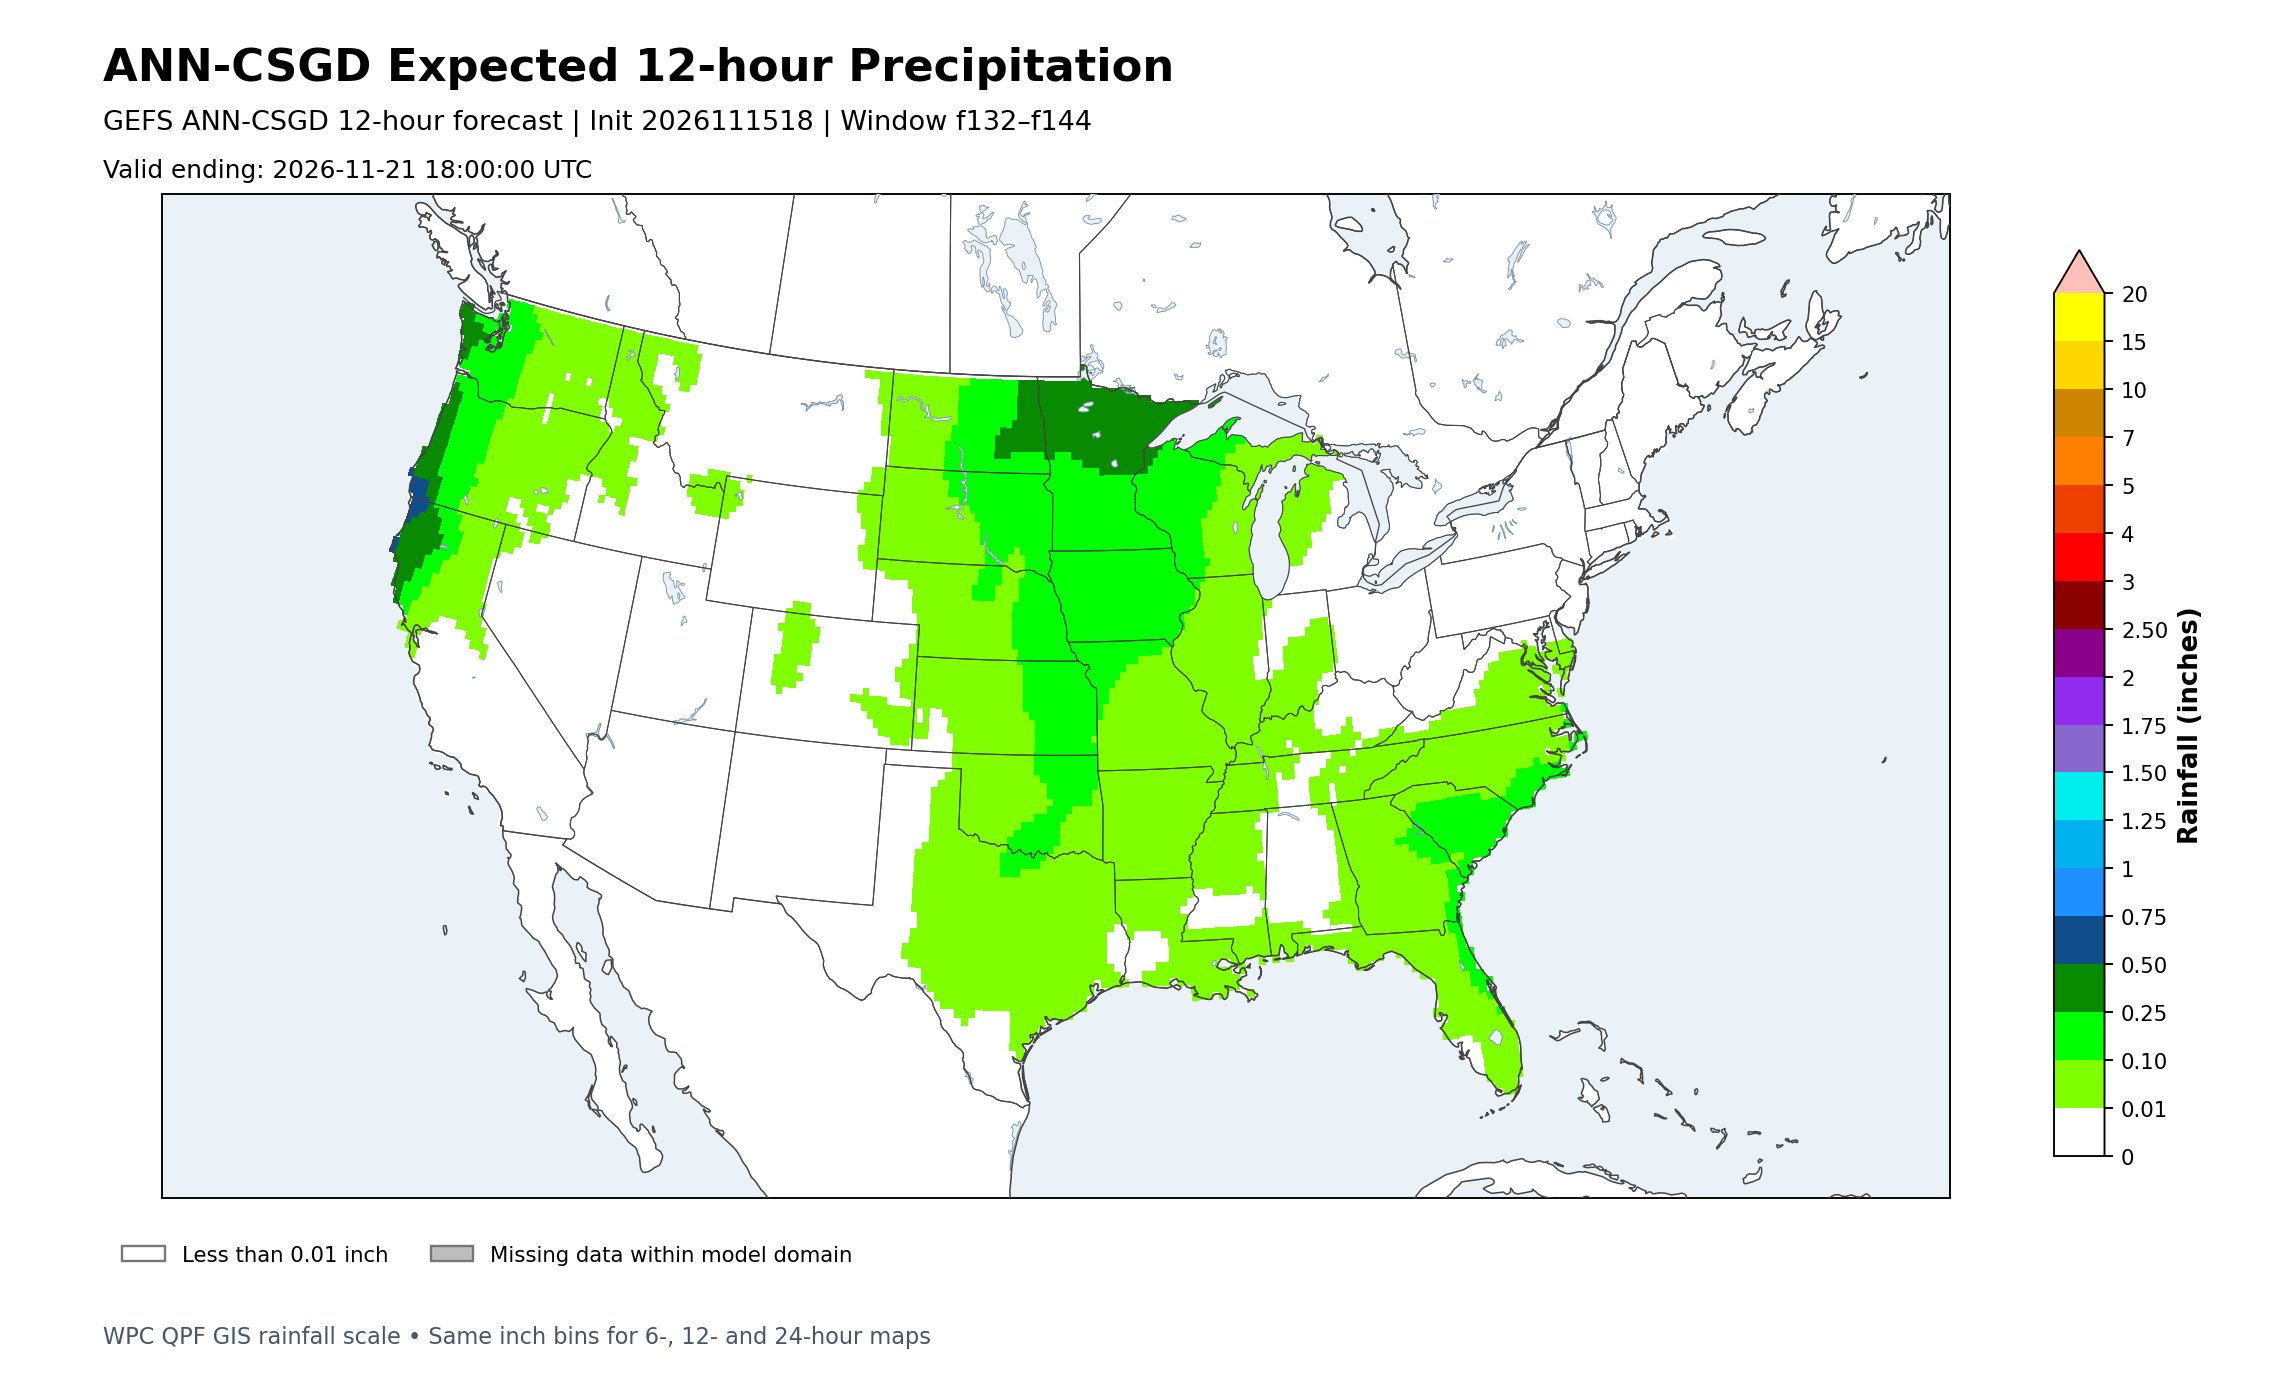 ANN-CSGD Expected 12-hour Precipitation
GEFS ANN-CSGD 12-hour forecast | Init 2026111518 | Window f132–f144
Valid ending: 2026-11-21 18:00:00 UTC
20
15
10
7
5
4
3
2.50
2
1.75
1.50
1.25
1
0.75
0.50
0.25
0.10
0.01
0
Rainfall (inches)
Less than 0.01 inch
Missing data within model domain
WPC QPF GIS rainfall scale • Same inch bins for 6-, 12- and 24-hour maps